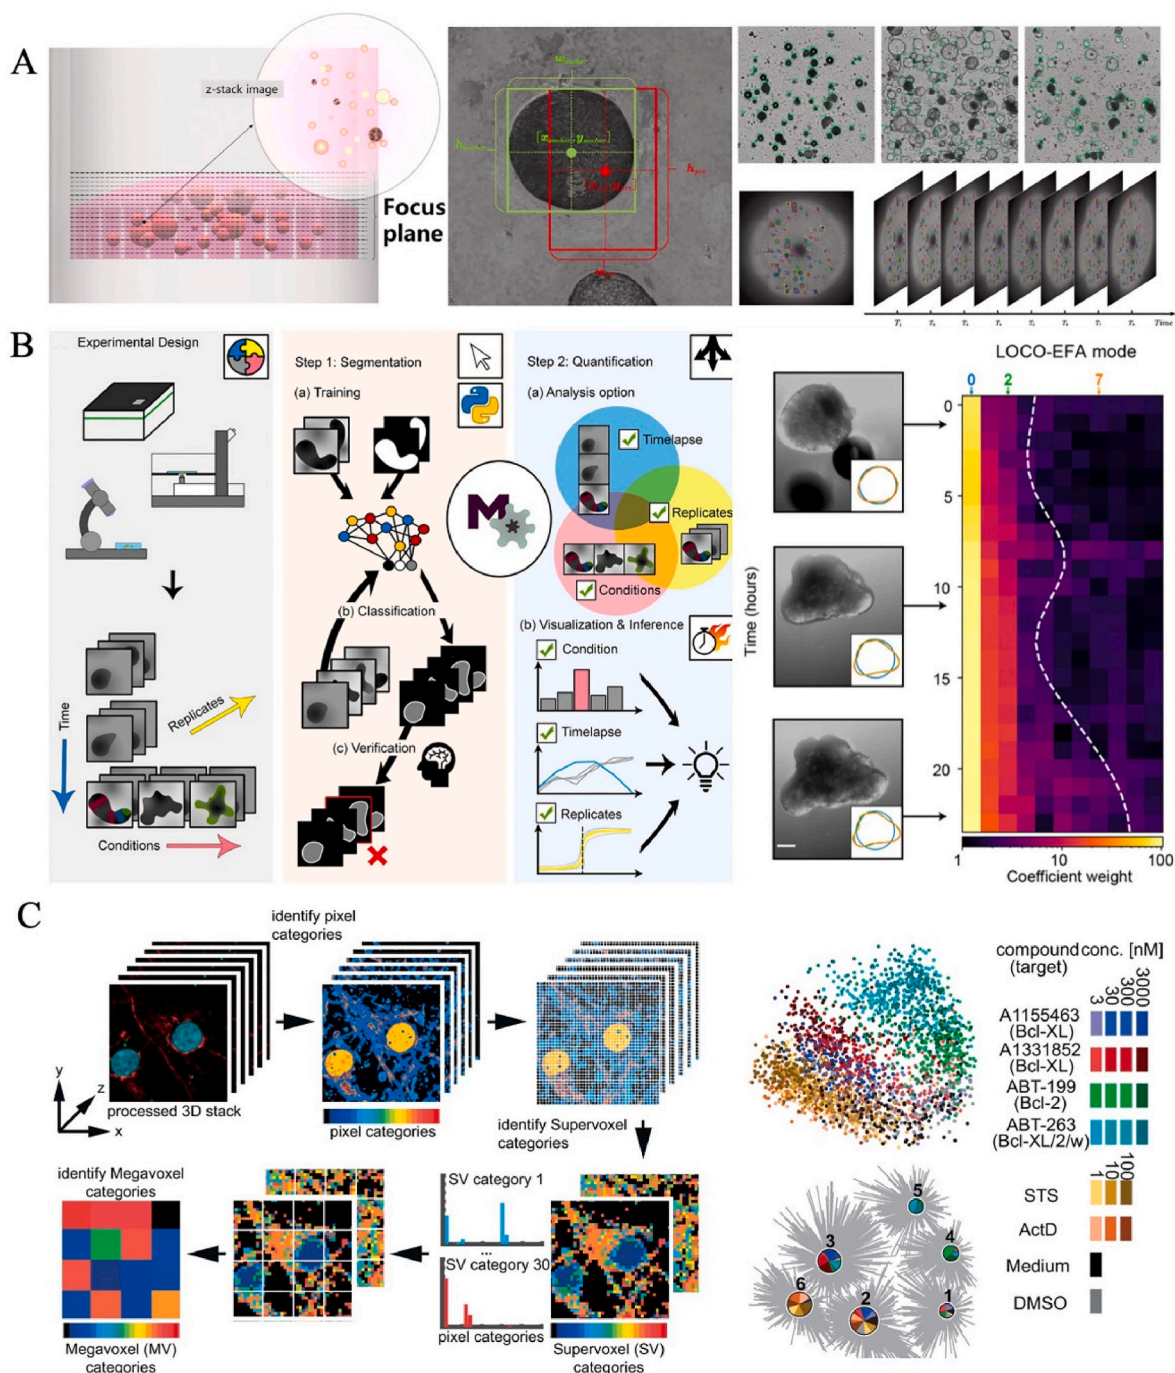 A
z-stack image
Focus
plane
Time
B
Experimental Design
Time
Replicates
Conditions
Step 1: Segmentation
(a) Training
(b) Classification
(c) Verification
M
Step 2: Quantification
(a) Analysis option
Timelapse
Replicates
Conditions
(b) Visualization & Inference
Condition
Timelapse
Replicates
LOCO-EFA mode
0 2 7
Time (hours)
0
5
10
15
20
1 10 100
Coefficient weight
C
identify pixel
categories
y
z
x
processed 3D stack
pixel categories
identify Supervoxel
categories
identify Megavoxel
categories
SV category 1
...
SV category 30
pixel categories
Megavoxel (MV)
categories
Supervoxel (SV)
categories
compound conc. [nM]
(target)
3
30
300
3000
A1155463
(Bcl-XL)
A1331852
(Bcl-XL)
ABT-199
(Bcl-2)
ABT-263
(Bcl-XL/2/w)
1
10
100
STS
ActD
Medium
DMSO
5
3
4
6
2
1